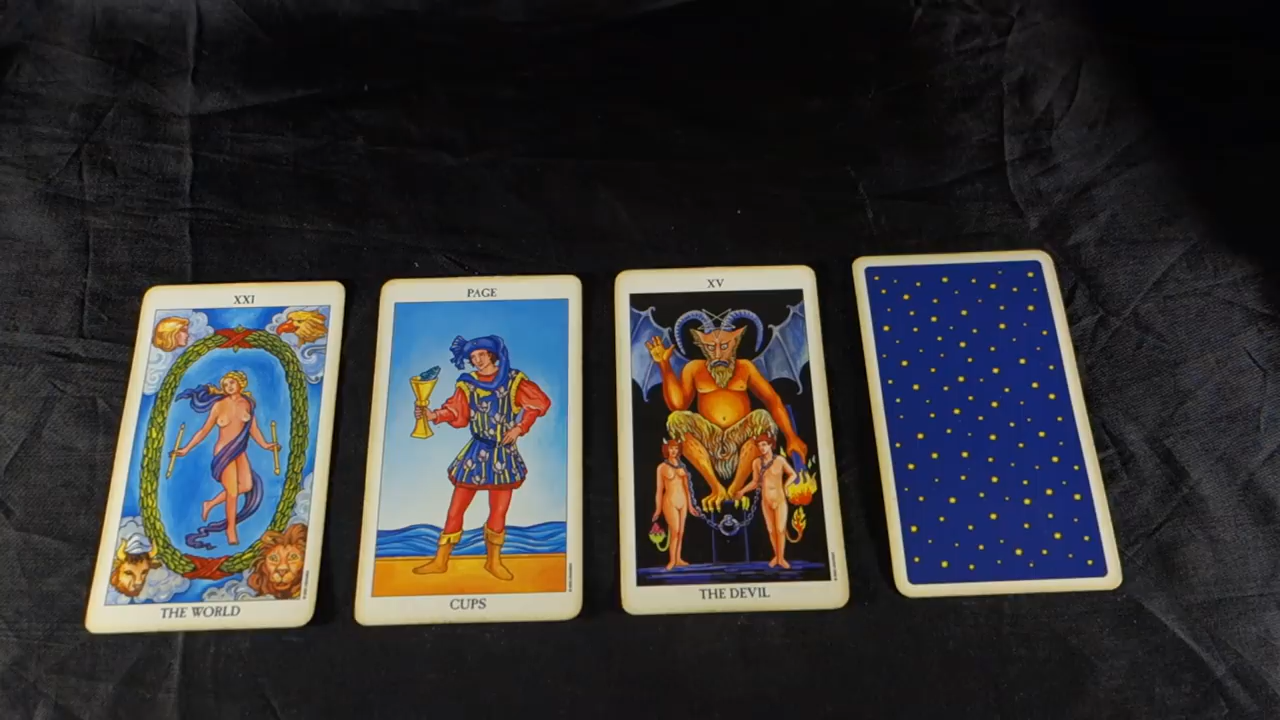 XXI
THE WORLD
PAGE
CUPS
XV
THE DEVIL